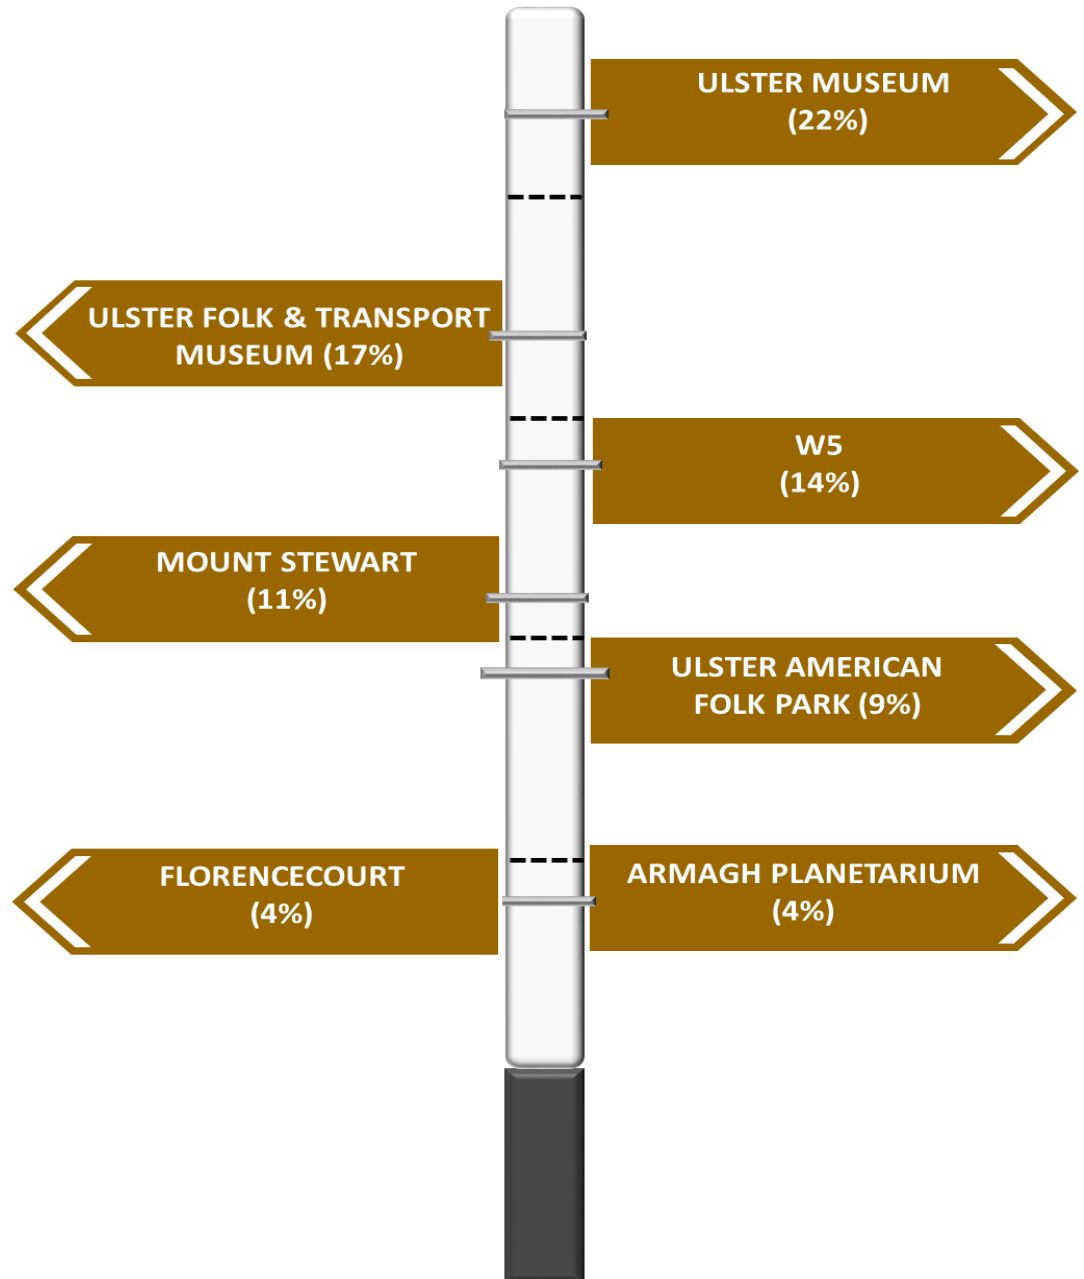 ULSTER MUSEUM
(22%)
ULSTER FOLK & TRANSPORT
MUSEUM (17%)
W5
(14%)
MOUNT STEWART
(11%)
ULSTER AMERICAN
FOLK PARK (9%)
FLORENCECOURT
(4%)
ARMAGH PLANETARIUM
(4%)